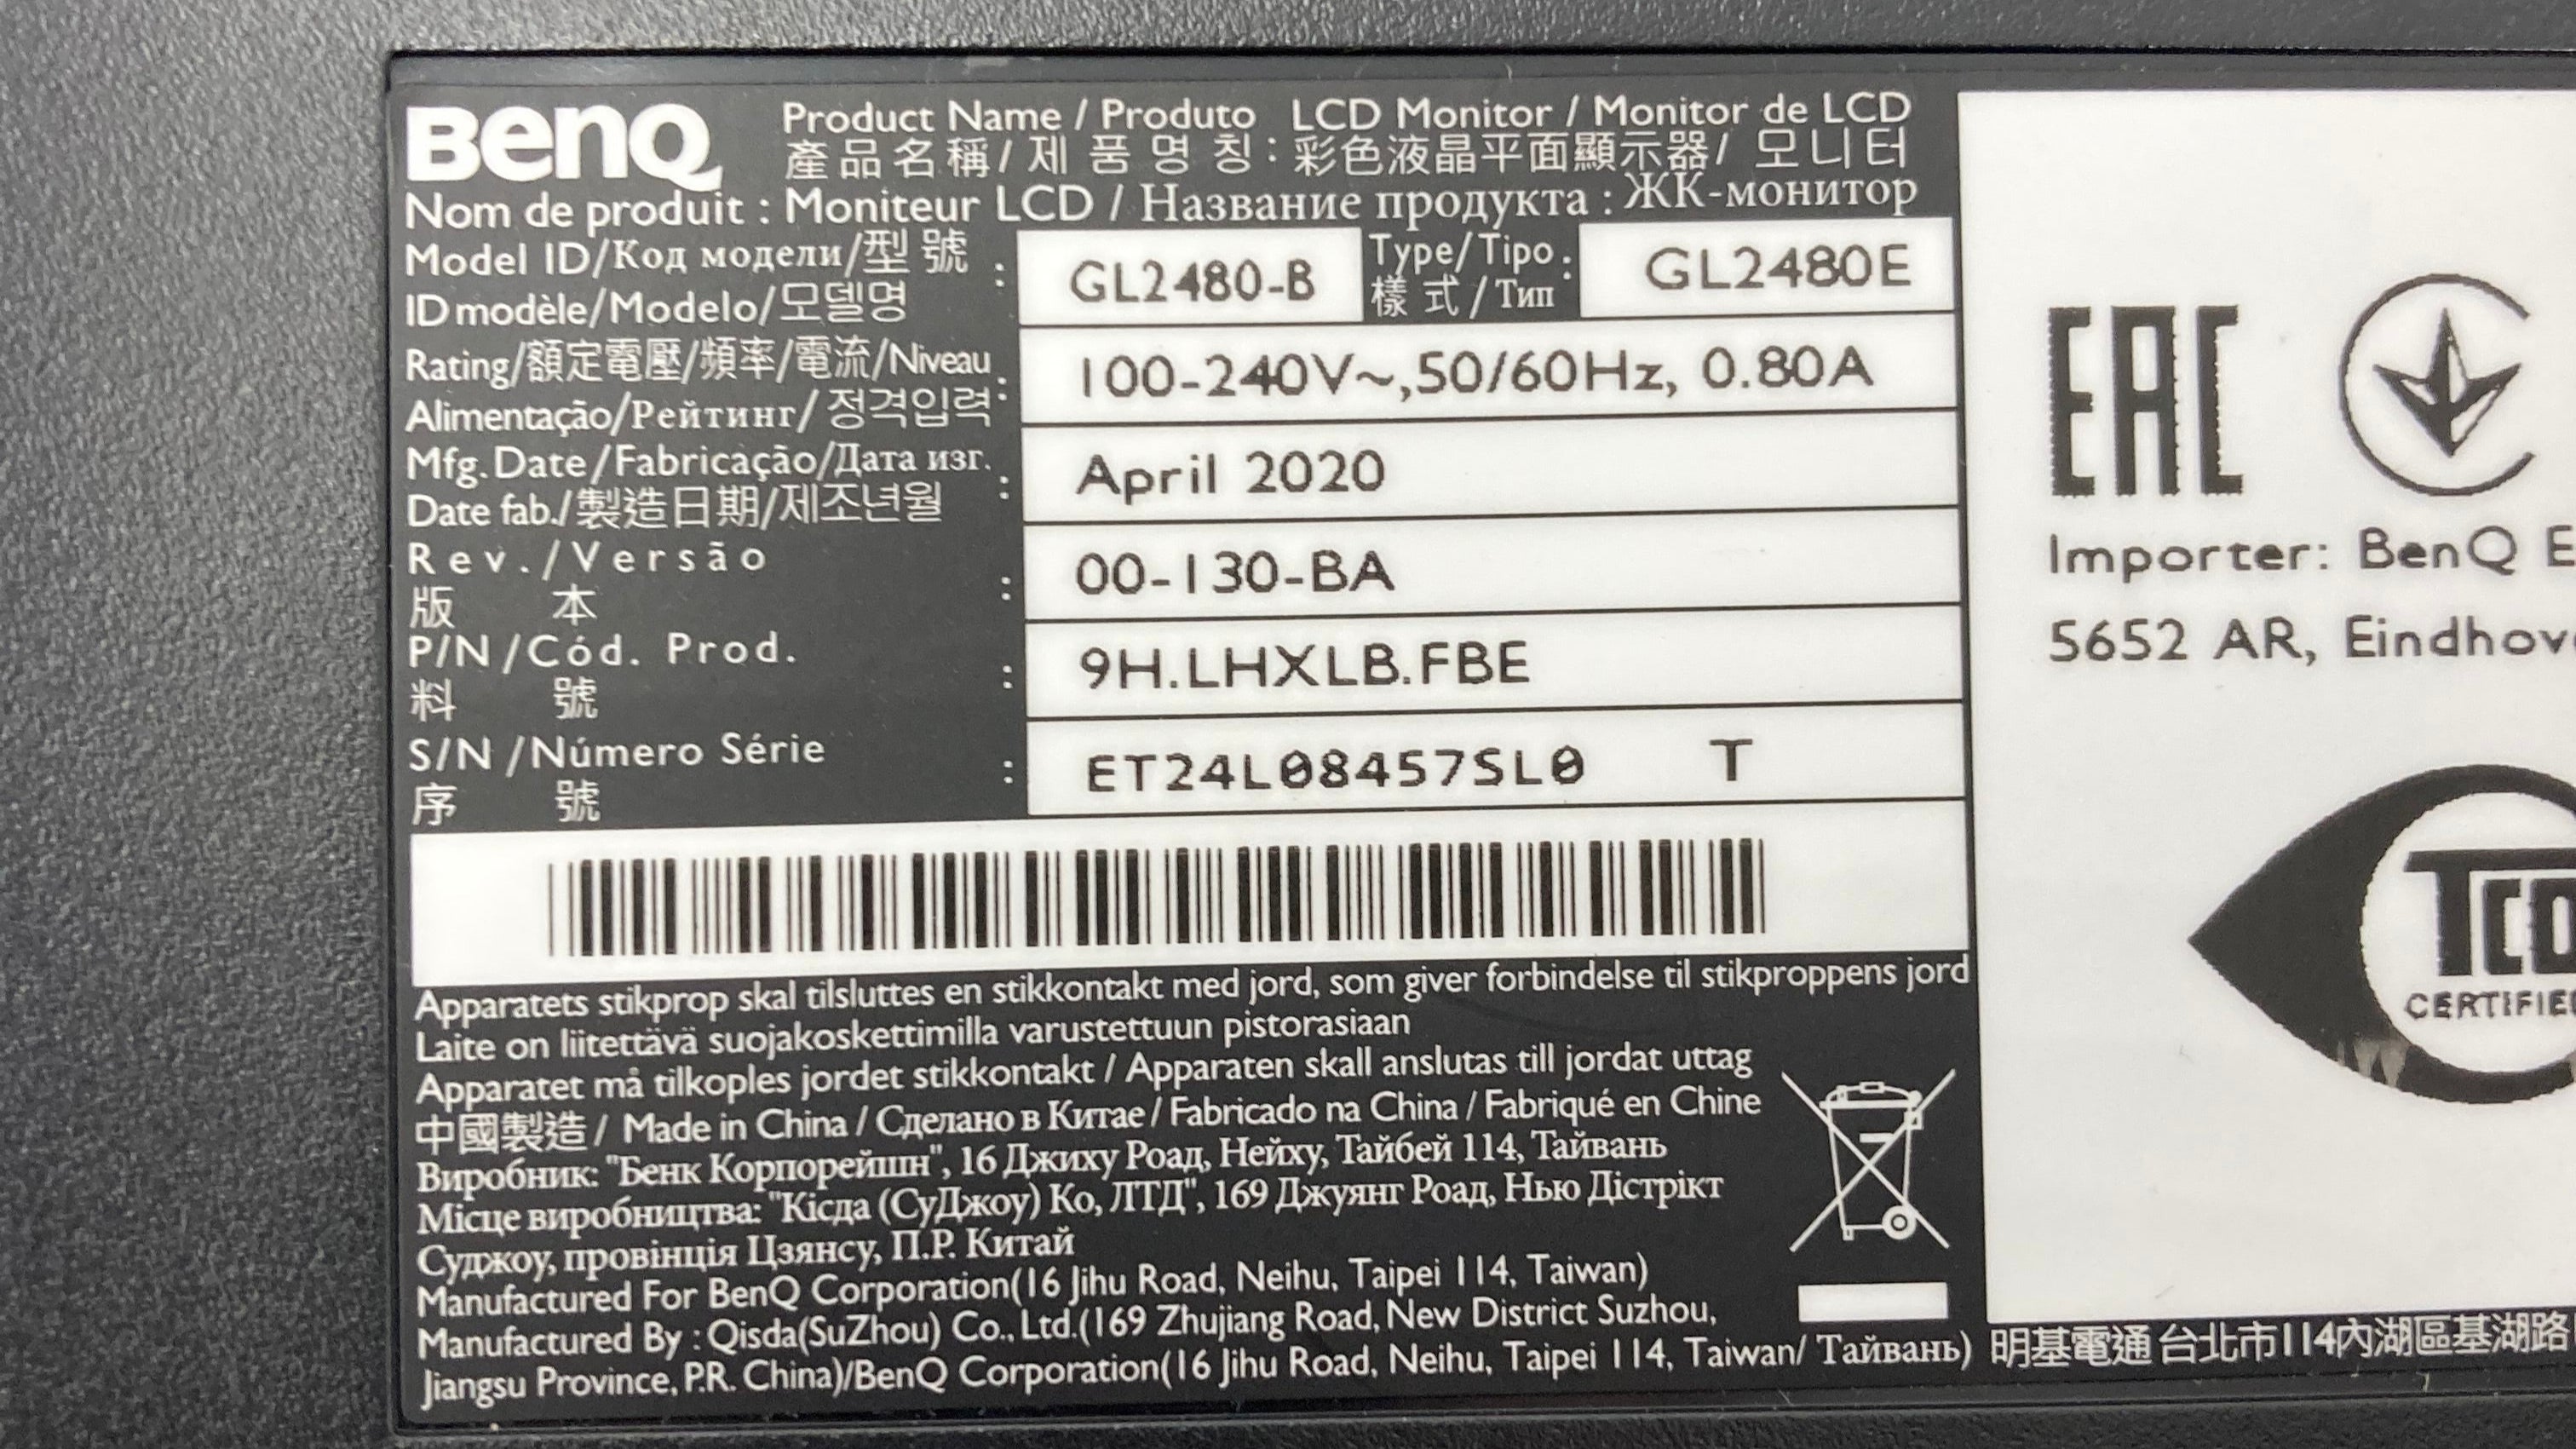 BenQ
Product Name / Produto LCD Monitor / Monitor de LCD
產品名稱/제품명칭:彩色液晶平面顯示器/ 모니터
Nom de produit : Moniteur LCD / Название продукта : ЖК-монитор
Model ID/Код модели/型號
ID modèle/Modelo/모델명
: GL2480-B
Type/Tipo
樣式/Тип
: GL2480E
Rating/額定電壓/頻率/電流/Niveau
Alimentação/Рейтинг/정격입력
: 100-240V~,50/60Hz, 0.80A
Mfg.Date/Fabricação/Дата изг.
Date fab./製造日期/제조년월
: April 2020
Rev./Versão
版本
: 00-130-BA
P/N/Cód. Prod.
料號
: 9H.LHXLB.FBE
S/N/Número Série
序號
: ET24L08457SL0 T
Apparatets stikprop skal tilsluttes en stikkontakt med jord, som giver forbindelse til stikproppens jord
Laite on liitettävä suojakoskettimilla varustettuun pistorasiaan
Apparatet må tilkoples jordet stikkontakt / Apparaten skall anslutas till jordat uttag
中國製造/ Made in China / Сделано в Китае / Fabricado na China / Fabriqué en Chine
Виробник: "Бенк Корпорейшн", 16 Джиху Роад, Нейху, Тайбей 114, Тайвань
Місце виробництва: "Кісда (СуДжоу) Ко, ЛТД", 169 Джуянг Роад, Нью Дістрікт
Суджоу, провінція Цзянсу, П.Р. Китай
Manufactured For BenQ Corporation(16 Jihu Road, Neihu, Taipei 114, Taiwan)
Manufactured By : Qisda(SuZhou) Co., Ltd.(169 Zhujiang Road, New District Suzhou,
Jiangsu Province, P.R. China)/BenQ Corporation(16 Jihu Road, Neihu, Taipei 114, Taiwan/ Тайвань)
EAC
Importer: BenQ E
5652 AR, Eindhov
TCO
CERTIFIE
明基電通 台北市114內湖區基湖路